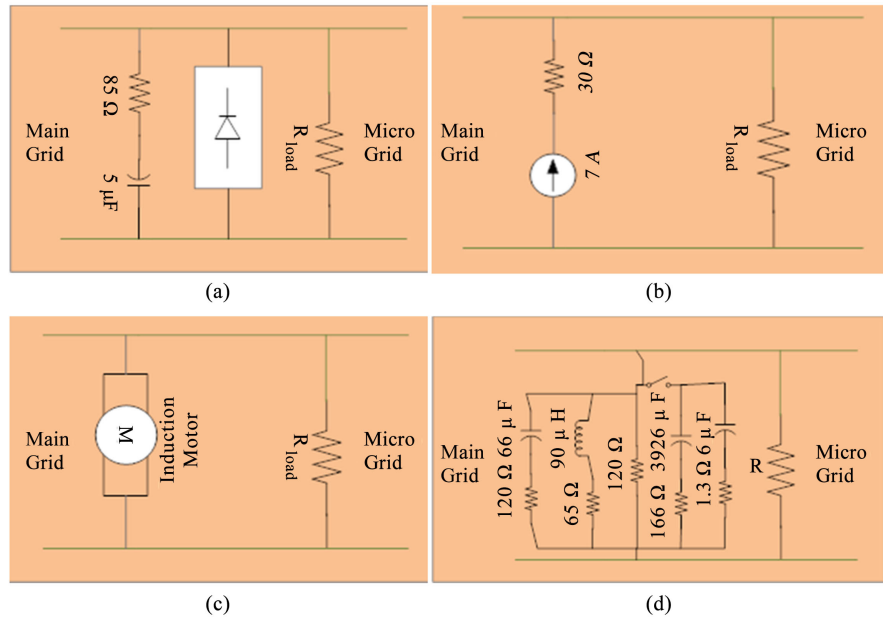 Main
Grid
85 Ω
5 µF
R load
Micro
Grid
(a)
Main
Grid
30 Ω
7 A
R load
Micro
Grid
(b)
Main
Grid
M
Induction
Motor
R load
Micro
Grid
(c)
Main
Grid
120 Ω 66 µ F
90 µ H
65 Ω
120 Ω
166 Ω 3926 µ F
1.3 Ω 6 µ F
R
Micro
Grid
(d)